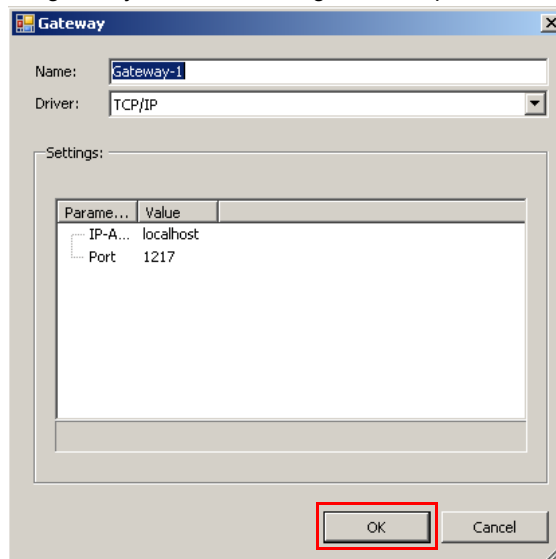 Gateway
Name: Gateway-1
Driver: TCP/IP
Settings:
Parame... Value
IP-A... localhost
Port 1217
OK Cancel